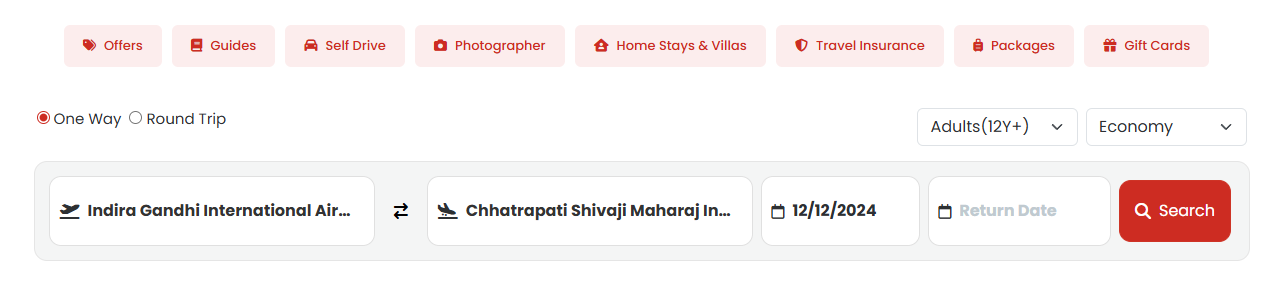 Offers Guides Self Drive Photographer Home Stays & Villas Travel Insurance Packages Gift Cards
One Way Round Trip Adults(12Y+) Economy
Indira Gandhi International Air... Chhatrapati Shivaji Maharaj In... 12/12/2024 Return Date Search